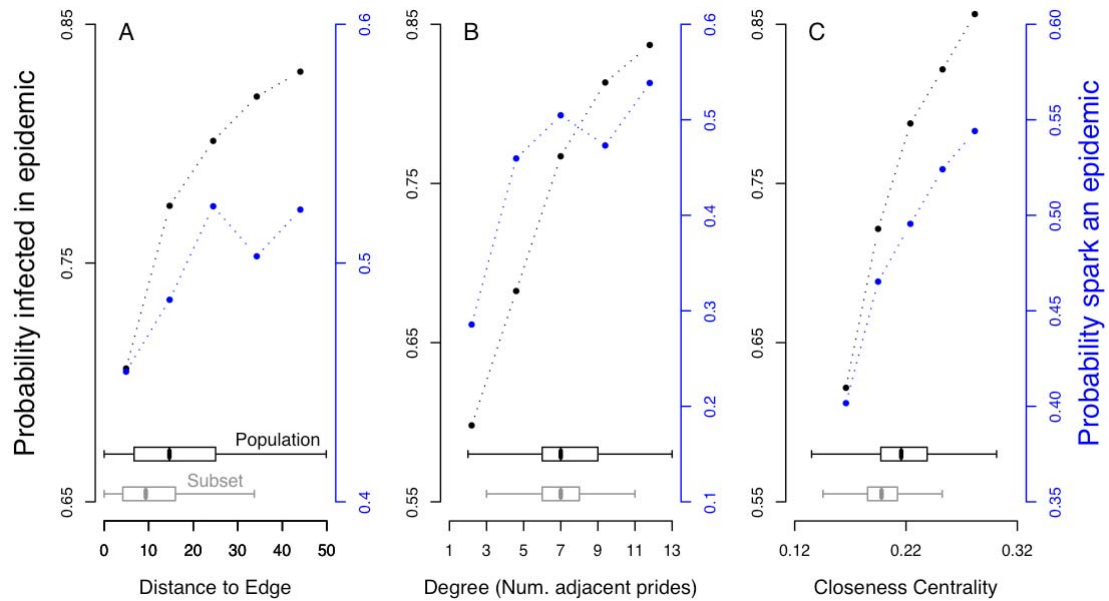 Probability infected in epidemic
A
0.85
0.75
0.65
0.6
0.5
0.4
Population
Subset
0 10 20 30 40 50
Distance to Edge
B
0.85
0.75
0.65
0.55
0.6
0.5
0.4
0.3
0.2
0.1
1 3 5 7 9 11 13
Degree (Num. adjacent prides)
C
0.85
0.75
0.65
0.55
0.60
0.55
0.50
0.45
0.40
0.35
0.12 0.22 0.32
Closeness Centrality
Probability spark an epidemic